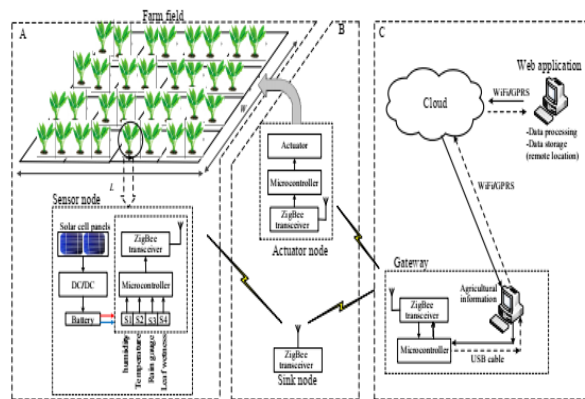 Farm field
A
B
C
W
L
Sensor node
Solar cell panels
DC/DC
Battery
ZigBee
transceiver
Microcontroller
S1 S2 S3 S4
humidity
Temperature
Rain gauge
Leaf wetness
Actuator
Microcontroller
ZigBee
transceiver
Actuator node
ZigBee
transceiver
Sink node
Cloud
WiFi/GPRS
Web application
-Data processing
-Data storage
(remote location)
WiFi/GPRS
Gateway
Agricultural
information
ZigBee
transceiver
Microcontroller
USB cable